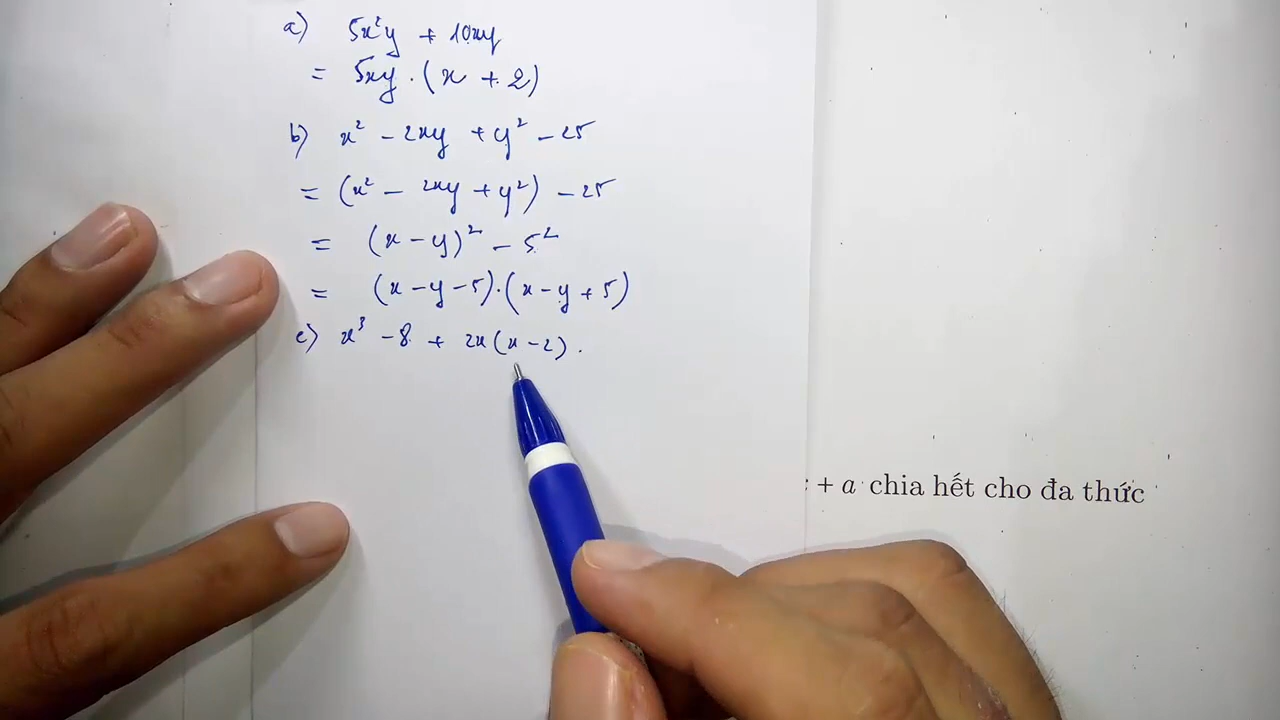 a) 5x²y + 10xy
= 5xy . (x + 2)
b) x² - 2xy + y² - 25
= (x² - 2xy + y²) - 25
= (x - y)² - 5²
= (x - y - 5) . (x - y + 5)
c) x³ - 8 + 2x(x - 2) .
+ a chia hết cho đa thức